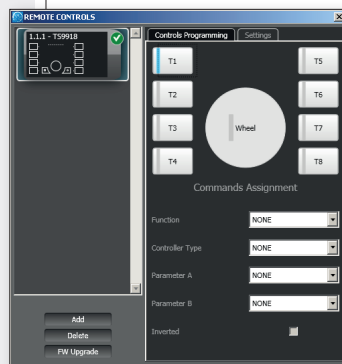 REMOTE CONTROLS
1.1.1 - TS9918
Controls Programming
Settings
T1
T5
T2
T6
T3
Wheel
T7
T4
T8
Commands Assignment
Function
NONE
Controller Type
NONE
Parameter A
NONE
Parameter B
NONE
Inverted
Add
Delete
FW Upgrade